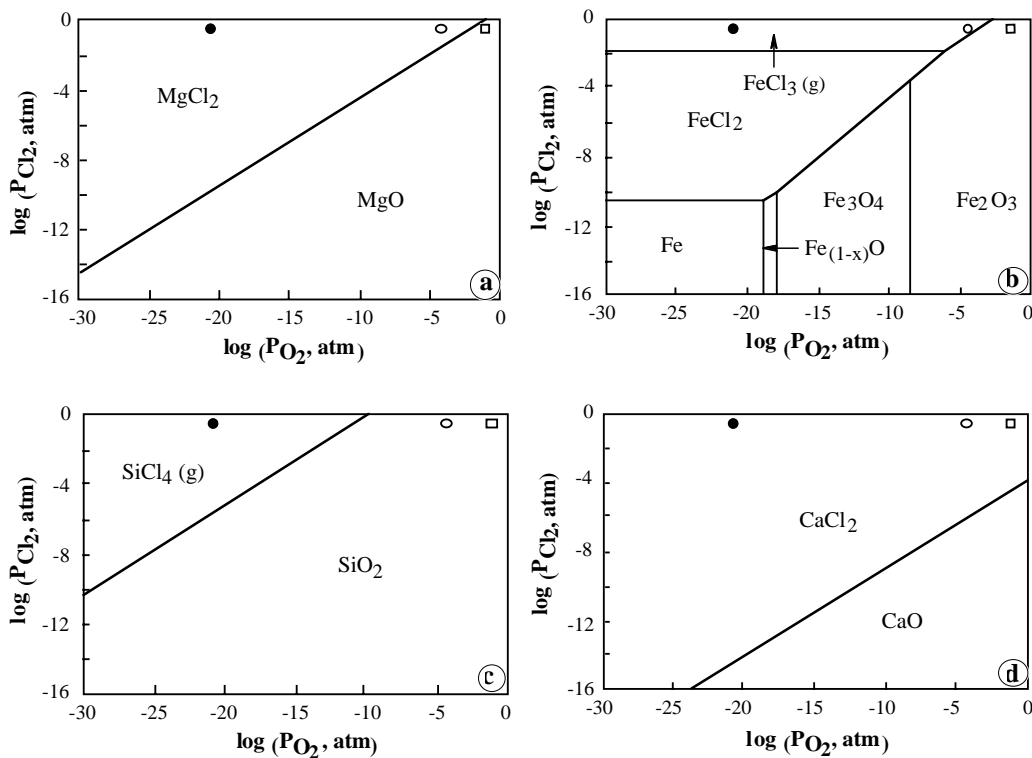 0
-4
-8
-12
-16
log (PCl2, atm)
MgCl2
MgO
a
-30 -25 -20 -15 -10 -5 0
log (PO2, atm)
0
-4
-8
-12
-16
log (PCl2, atm)
FeCl3 (g)
FeCl2
Fe3O4
Fe2O3
Fe
Fe(1-x)O
b
-30 -25 -20 -15 -10 -5 0
log (PO2, atm)
0
-4
-8
-12
-16
log (PCl2, atm)
SiCl4 (g)
SiO2
c
-30 -25 -20 -15 -10 -5 0
log (PO2, atm)
0
-4
-8
-12
-16
log (PCl2, atm)
CaCl2
CaO
d
-30 -25 -20 -15 -10 -5 0
log (PO2, atm)